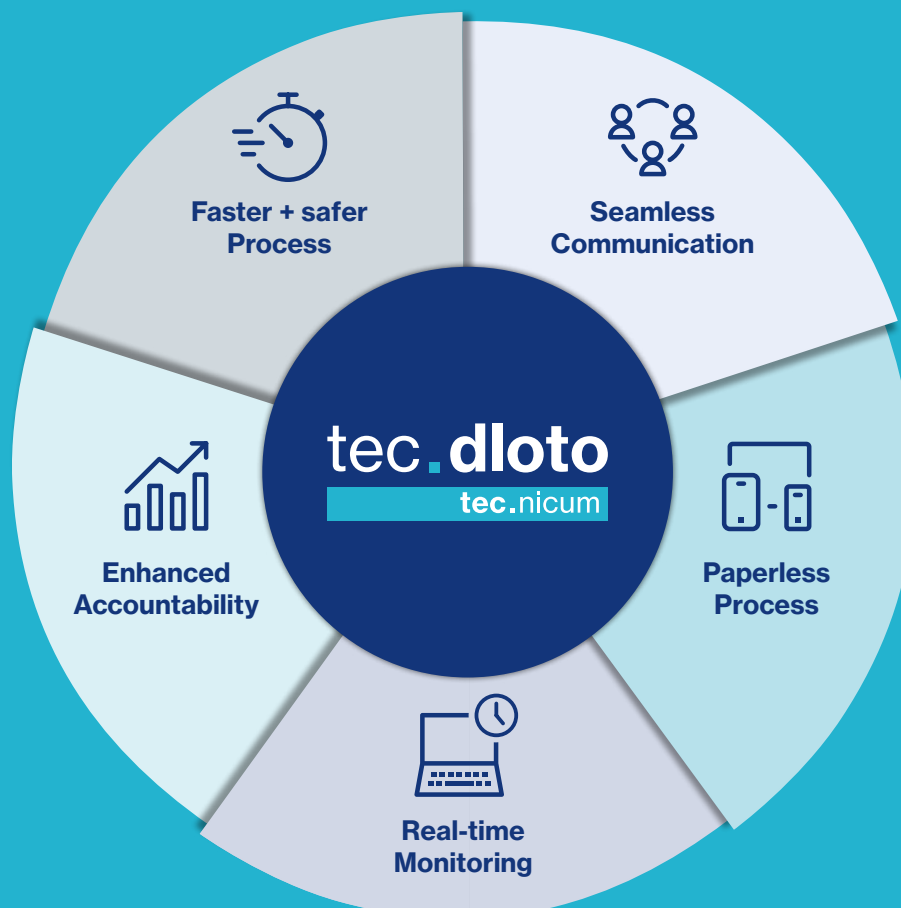 Faster + safer
Process
Seamless
Communication
tec.dloto
tec.nicum
Enhanced
Accountability
Paperless
Process
Real-time
Monitoring